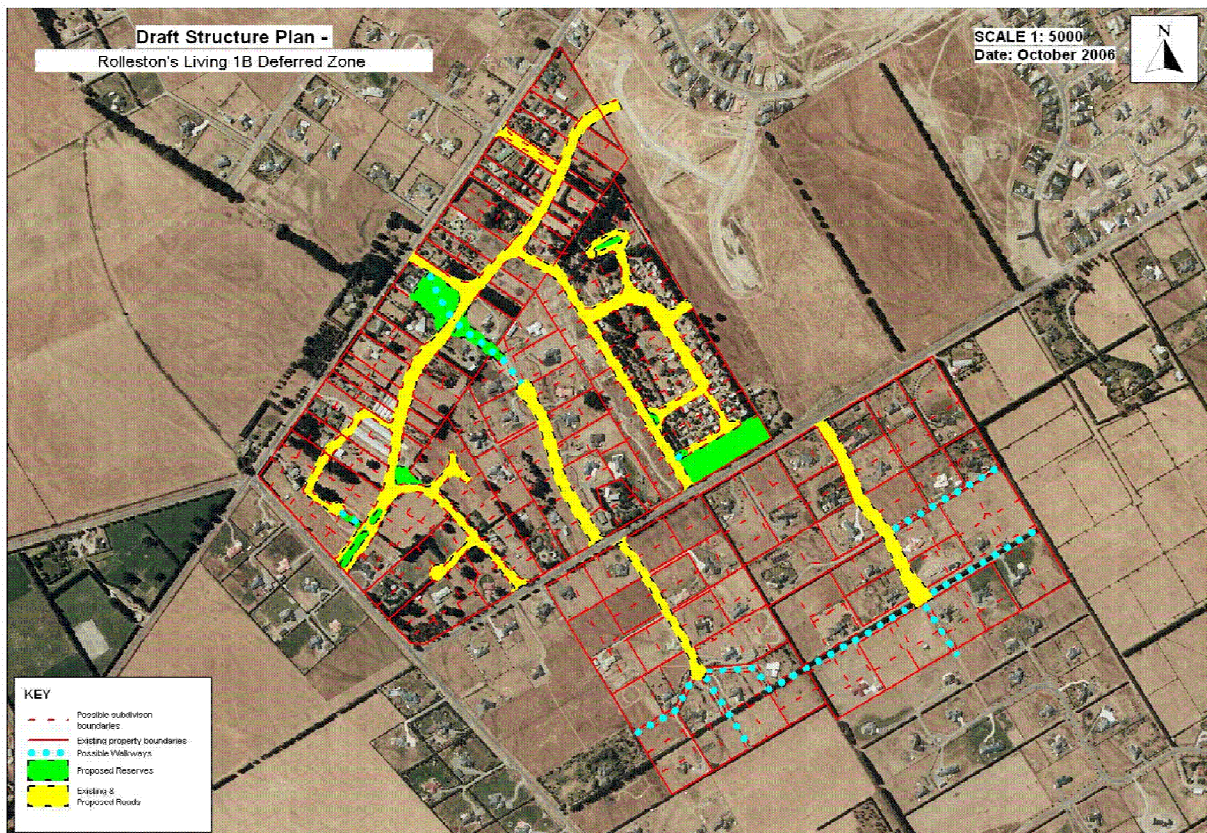 Draft Structure Plan -
Rolleston's Living 1B Deferred Zone
SCALE 1: 5000
Date: October 2006
N
KEY
Possible subdivison
boundaries
Existing property boundaries
Possible Walkways
Proposed Reserves
Existing &
Proposed Roads